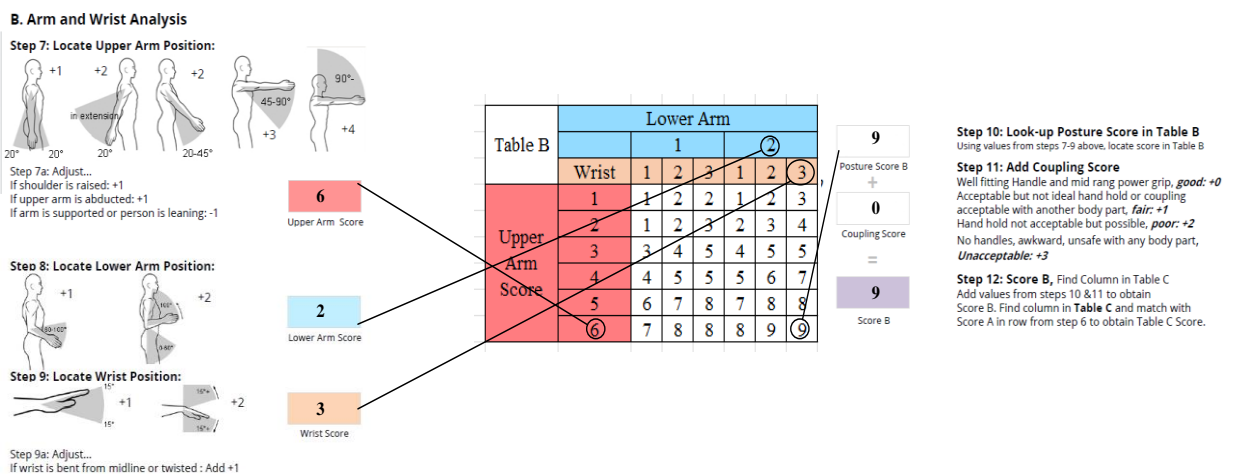 B. Arm and Wrist Analysis
Step 7: Locate Upper Arm Position:
+1
+2
+2
in extension
20°
20°
20°
20-45°
45-90°
+3
90°-
+4
Step 7a: Adjust...
If shoulder is raised: +1
If upper arm is abducted: +1
If arm is supported or person is leaning: -1
6
Upper Arm Score
Step 8: Locate Lower Arm Position:
+1
+2
2
Lower Arm Score
Step 9: Locate Wrist Position:
15°
+1
15°
15°+
15°+
+2
3
Wrist Score
Step 9a: Adjust...
If wrist is bent from midline or twisted : Add +1
Table B
Lower Arm
1 2
Wrist 1 2 3 1 2 3
Upper Arm Score
1 1 2 2 1 2 3
2 1 2 3 2 3 4
3 3 4 5 4 5 5
4 4 5 5 5 6 7
5 6 7 8 7 8 8
6 7 8 8 8 9 9
,
9
Posture Score B
+
0
Coupling Score
=
9
Score B
Step 10: Look-up Posture Score in Table B
Using values from steps 7-9 above, locate score in Table B
Step 11: Add Coupling Score
Well fitting Handle and mid rang power grip, good: +0
Acceptable but not ideal hand hold or coupling
acceptable with another body part, fair: +1
Hand hold not acceptable but possible, poor: +2
No handles, awkward, unsafe with any body part,
Unacceptable: +3
Step 12: Score B, Find Column in Table C
Add values from steps 10 &11 to obtain
Score B. Find column in Table C and match with
Score A in row from step 6 to obtain Table C Score.